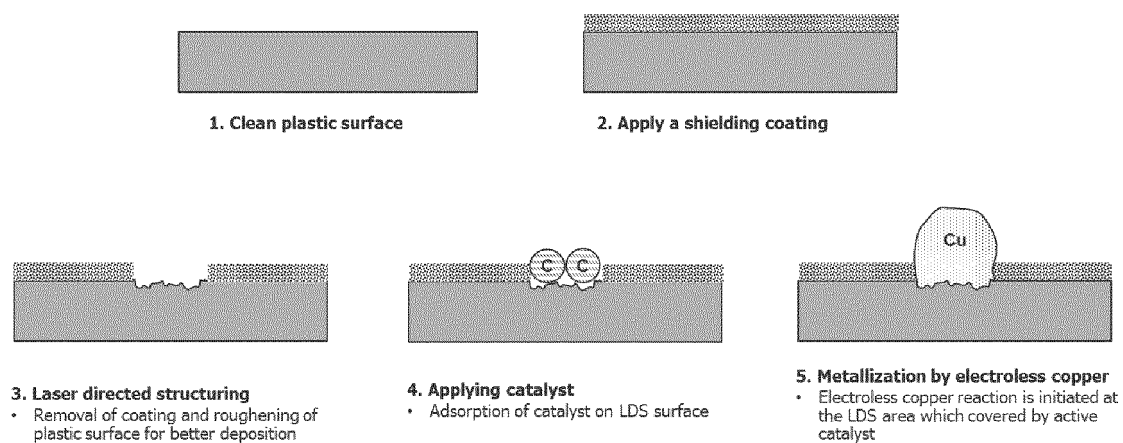 1. Clean plastic surface
2. Apply a shielding coating
3. Laser directed structuring
• Removal of coating and roughening of
plastic surface for better deposition
C C
4. Applying catalyst
• Adsorption of catalyst on LDS surface
Cu
5. Metallization by electroless copper
• Electroless copper reaction is initiated at
the LDS area which covered by active
catalyst